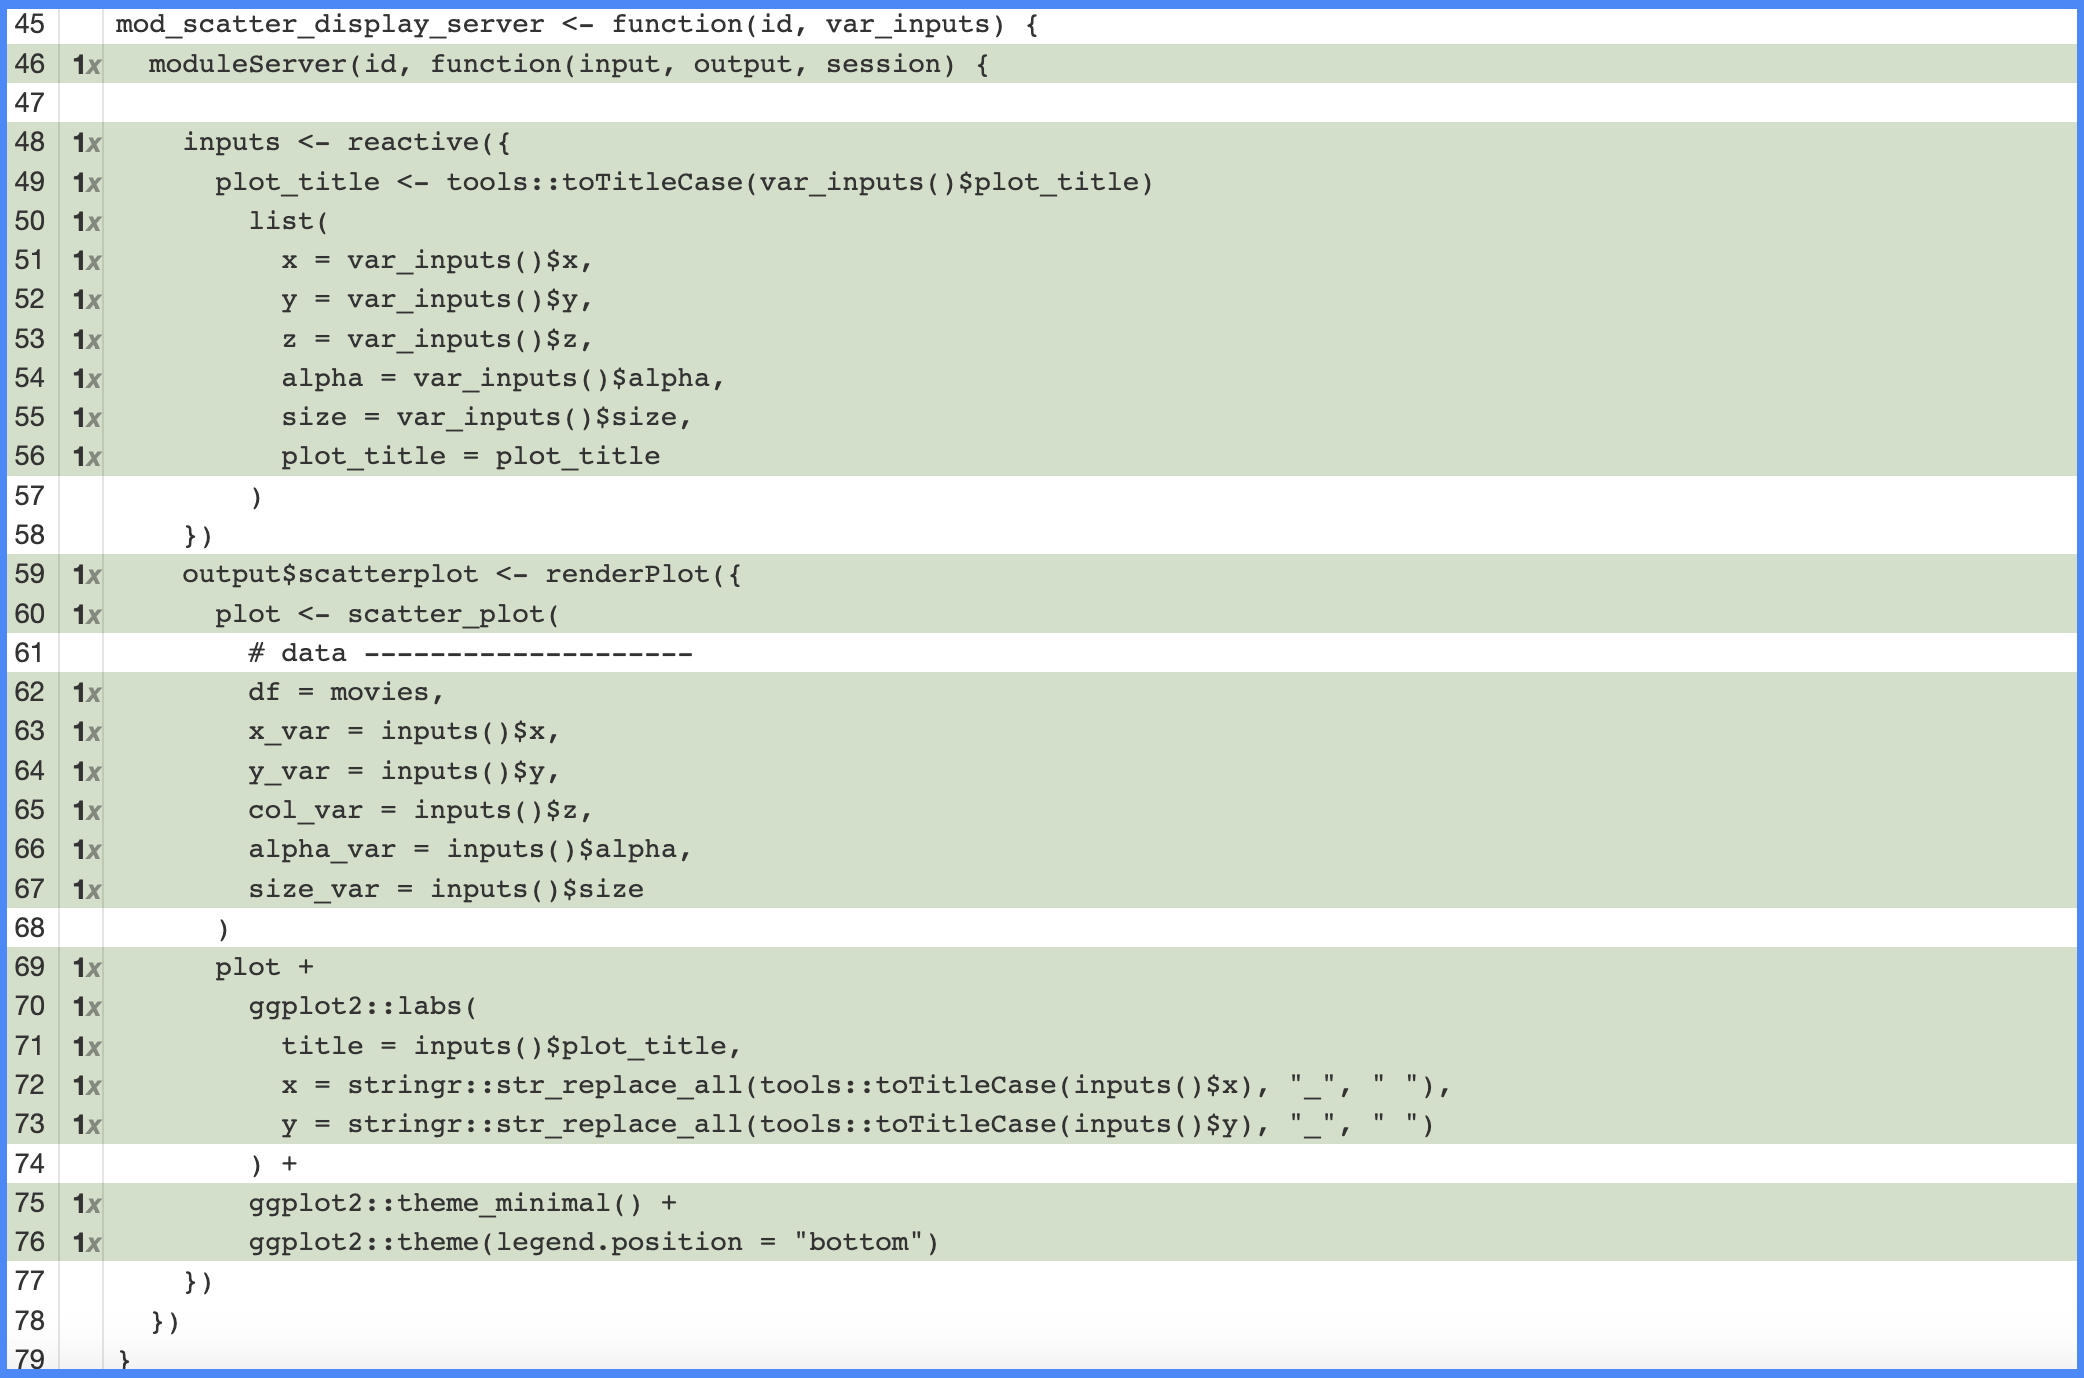 45 mod_scatter_display_server <- function(id, var_inputs) {
46 1x moduleServer(id, function(input, output, session) {
47
48 1x inputs <- reactive({
49 1x plot_title <- tools::toTitleCase(var_inputs()$plot_title)
50 1x list(
51 1x x = var_inputs()$x,
52 1x y = var_inputs()$y,
53 1x z = var_inputs()$z,
54 1x alpha = var_inputs()$alpha,
55 1x size = var_inputs()$size,
56 1x plot_title = plot_title
57 )
58 })
59 1x output$scatterplot <- renderPlot({
60 1x plot <- scatter_plot(
61 # data --------------------
62 1x df = movies,
63 1x x_var = inputs()$x,
64 1x y_var = inputs()$y,
65 1x col_var = inputs()$z,
66 1x alpha_var = inputs()$alpha,
67 1x size_var = inputs()$size
68 )
69 1x plot +
70 1x ggplot2::labs(
71 1x title = inputs()$plot_title,
72 1x x = stringr::str_replace_all(tools::toTitleCase(inputs()$x), "_", " "),
73 1x y = stringr::str_replace_all(tools::toTitleCase(inputs()$y), "_", " ")
74 ) +
75 1x ggplot2::theme_minimal() +
76 1x ggplot2::theme(legend.position = "bottom")
77 })
78 })
79 }